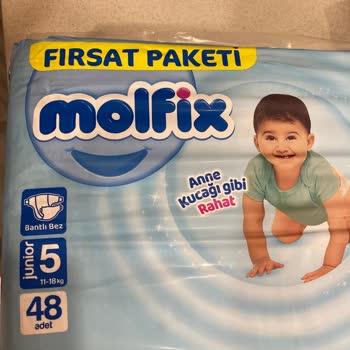 FIRSAT PAKETİ
molfix
Anne
Kucağı gibi
Rahat
Bantlı Bez
junior 5
11-18 kg
48
adet